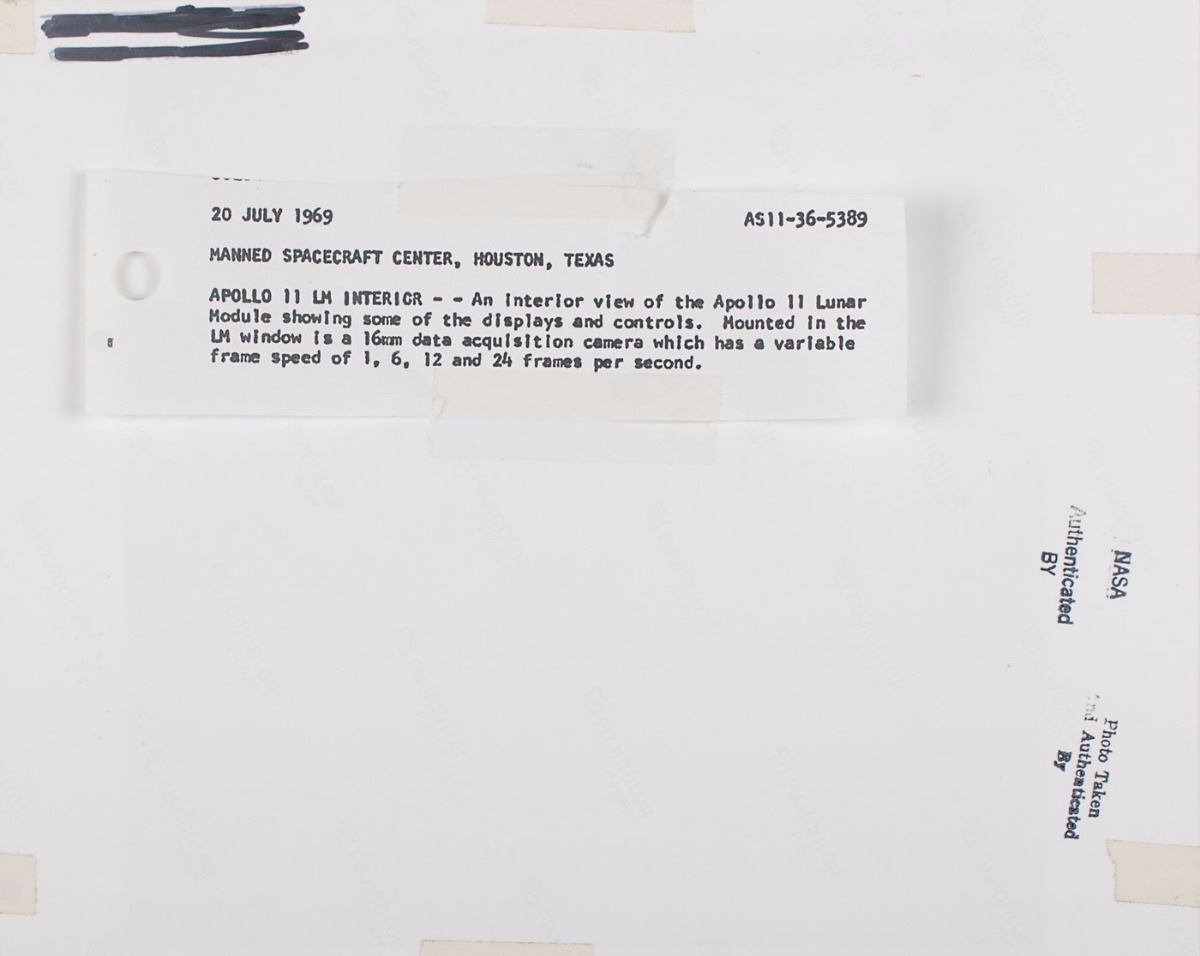 20 JULY 1969
AS11-36-5389
MANNED SPACECRAFT CENTER, HOUSTON, TEXAS
APOLLO 11 LM INTERIOR - - An interior view of the Apollo 11 Lunar
Module showing some of the displays and controls. Mounted in the
LM window is a 16mm data acquisition camera which has a variable
frame speed of 1, 6, 12 and 24 frames per second.
NASA
Authenticated
BY
Photo Taken
And Authenticated
By